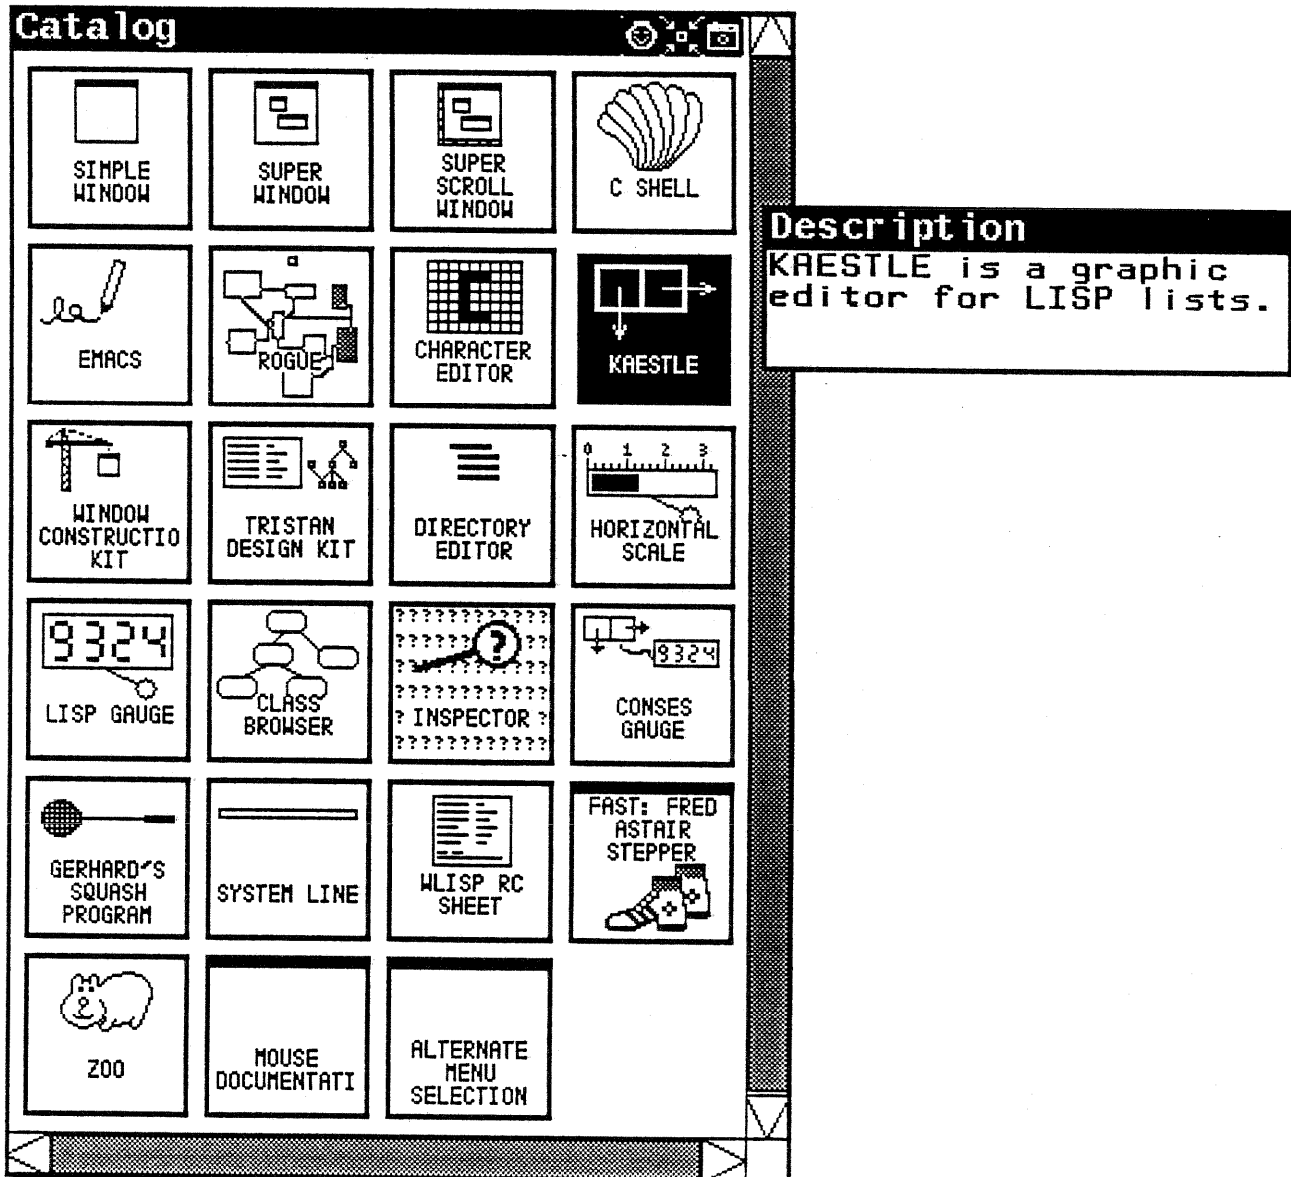 Catalog
SIMPLE
WINDOW
SUPER
WINDOW
SUPER
SCROLL
WINDOW
C SHELL
Description
KAESTLE is a graphic
editor for LISP lists.
EMACS
ROGUE
CHARACTER
EDITOR
KAESTLE
WINDOW
CONSTRUCTIO
KIT
TRISTAN
DESIGN KIT
DIRECTORY
EDITOR
0 1 2 3
HORIZONTAL
SCALE
9324
LISP GAUGE
CLASS
BROWSER
????????????
????????????
?
????????????
????????????
? INSPECTOR ?
????????????
9324
CONSES
GAUGE
GERHARD'S
SQUASH
PROGRAM
SYSTEM LINE
WLISP RC
SHEET
FAST: FRED
ASTAIR
STEPPER
ZOO
MOUSE
DOCUMENTATI
ALTERNATE
MENU
SELECTION